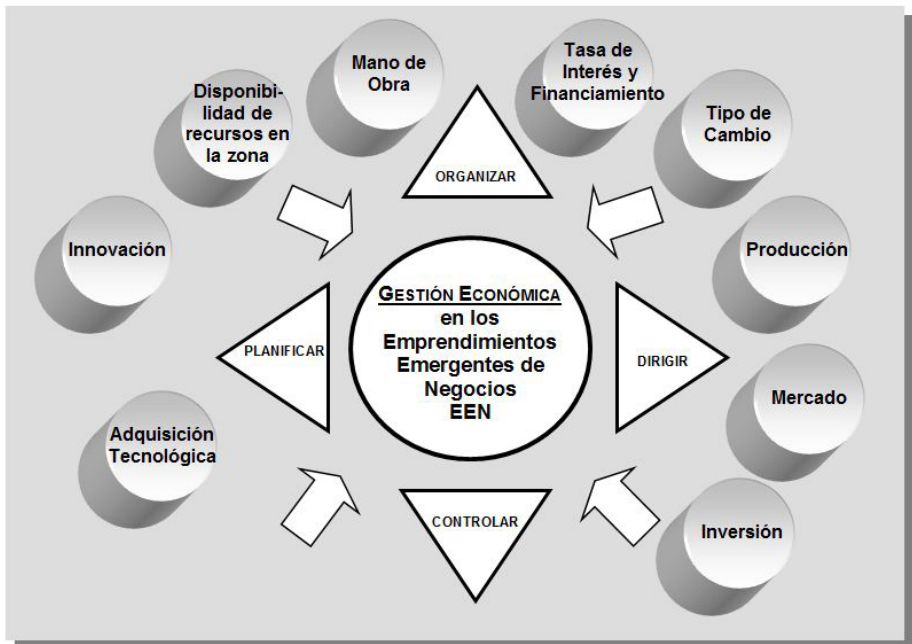 Mano de
Obra
Tasa de
Interés y
Financiamiento
Disponibi-
lidad de
recursos en
la zona
Tipo de
Cambio
ORGANIZAR
Innovación
Producción
GESTIÓN ECONÓMICA
en los
Emprendimientos
Emergentes de
Negocios
EEN
PLANIFICAR
DIRIGIR
Mercado
Adquisición
Tecnológica
CONTROLAR
Inversión